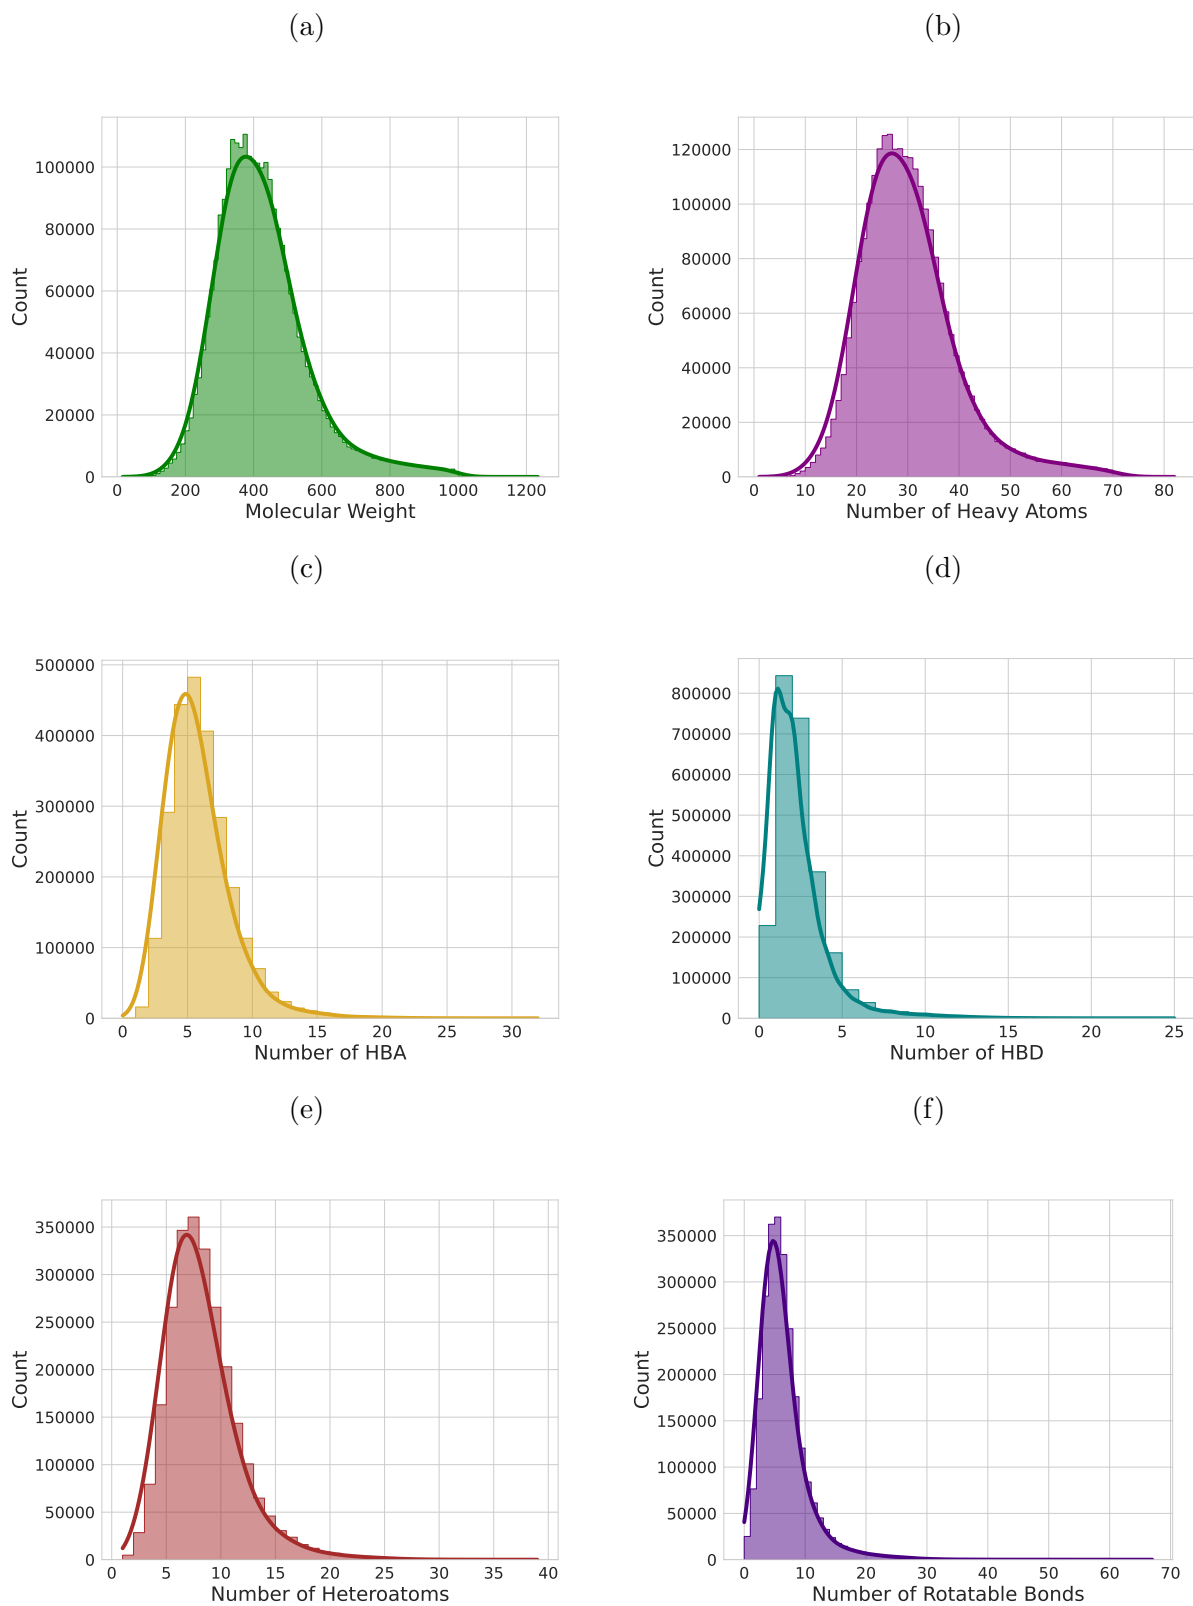 (a)
(b)
100000
80000
60000
40000
20000
0
Count
0 200 400 600 800 1000 1200
Molecular Weight
120000
100000
80000
60000
40000
20000
0
Count
0 10 20 30 40 50 60 70 80
Number of Heavy Atoms
(c)
(d)
500000
400000
300000
200000
100000
0
Count
0 5 10 15 20 25 30
Number of HBA
800000
700000
600000
500000
400000
300000
200000
100000
0
Count
0 5 10 15 20 25
Number of HBD
(e)
(f)
350000
300000
250000
200000
150000
100000
50000
0
Count
0 5 10 15 20 25 30 35 40
Number of Heteroatoms
350000
300000
250000
200000
150000
100000
50000
0
Count
0 10 20 30 40 50 60 70
Number of Rotatable Bonds